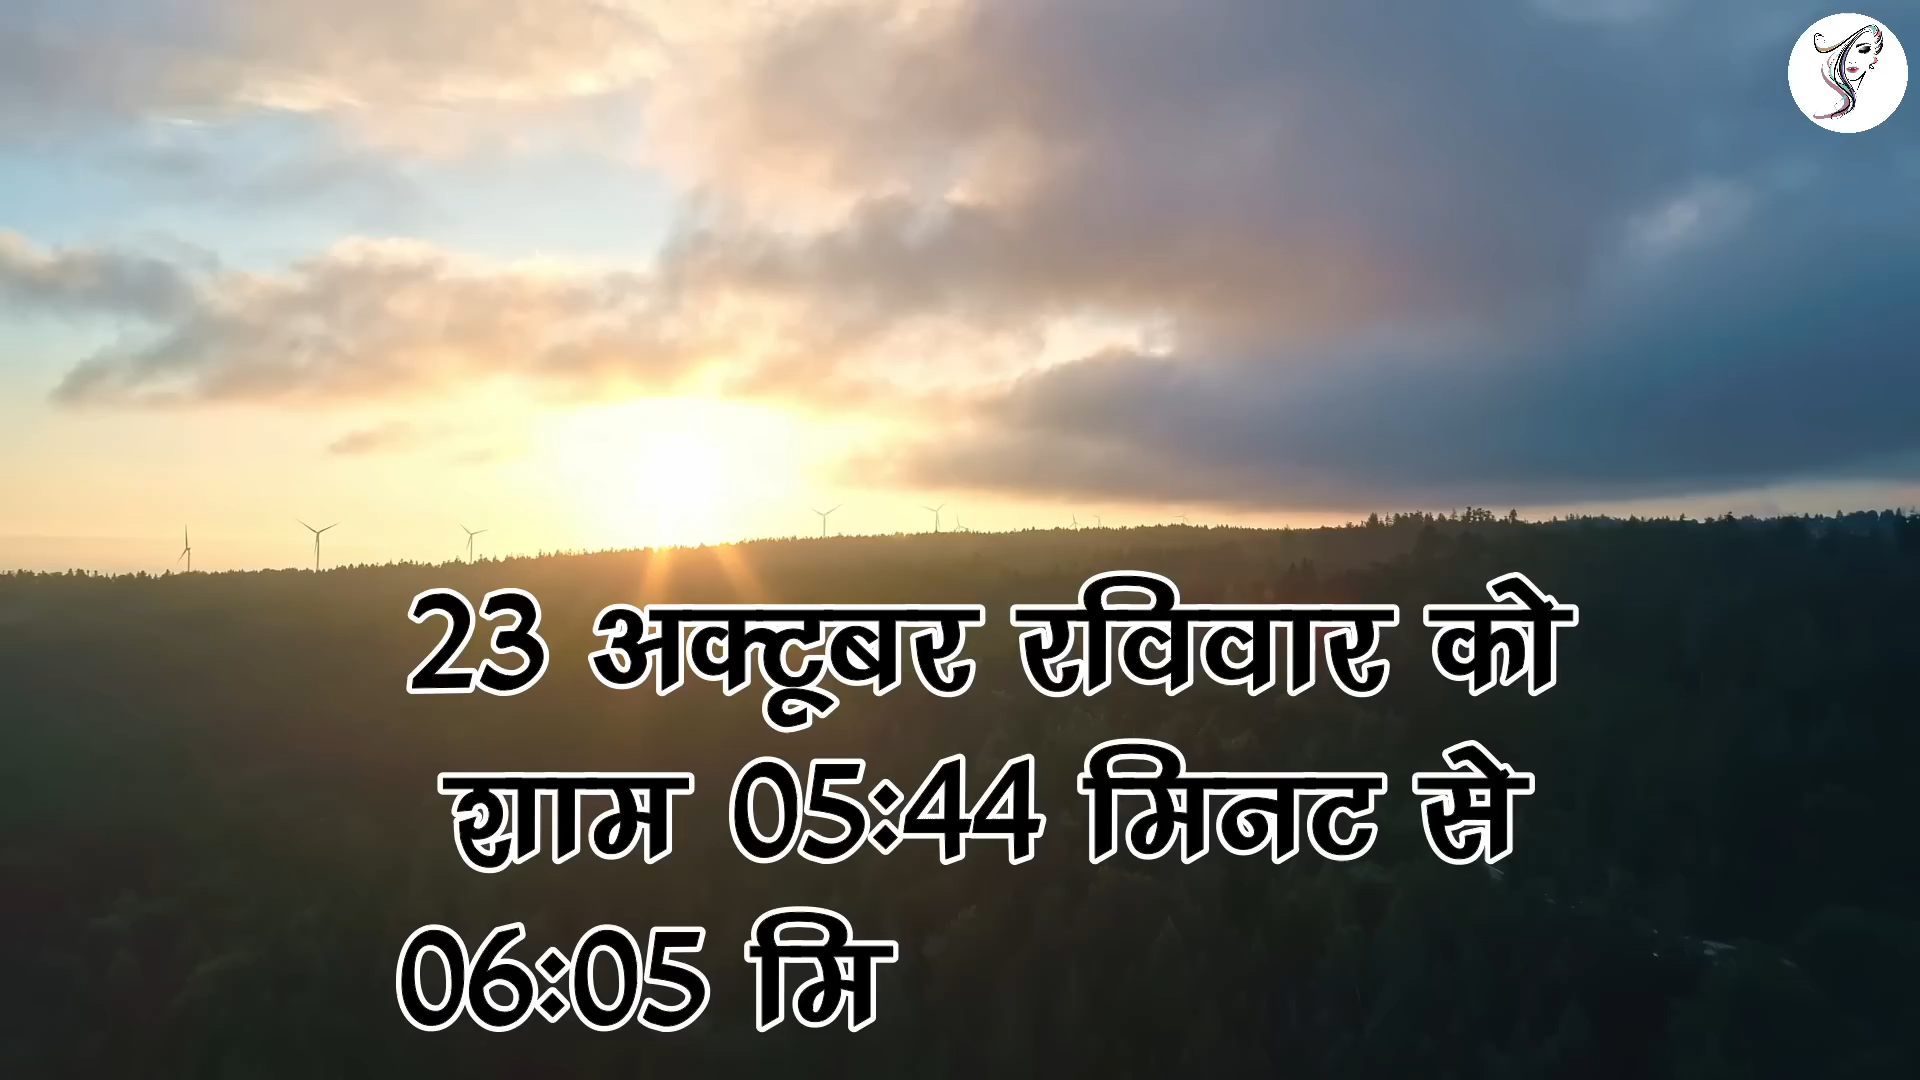 23 अक्टूबर रविवार को
शाम 05:44 मिनट से
06:05 मि